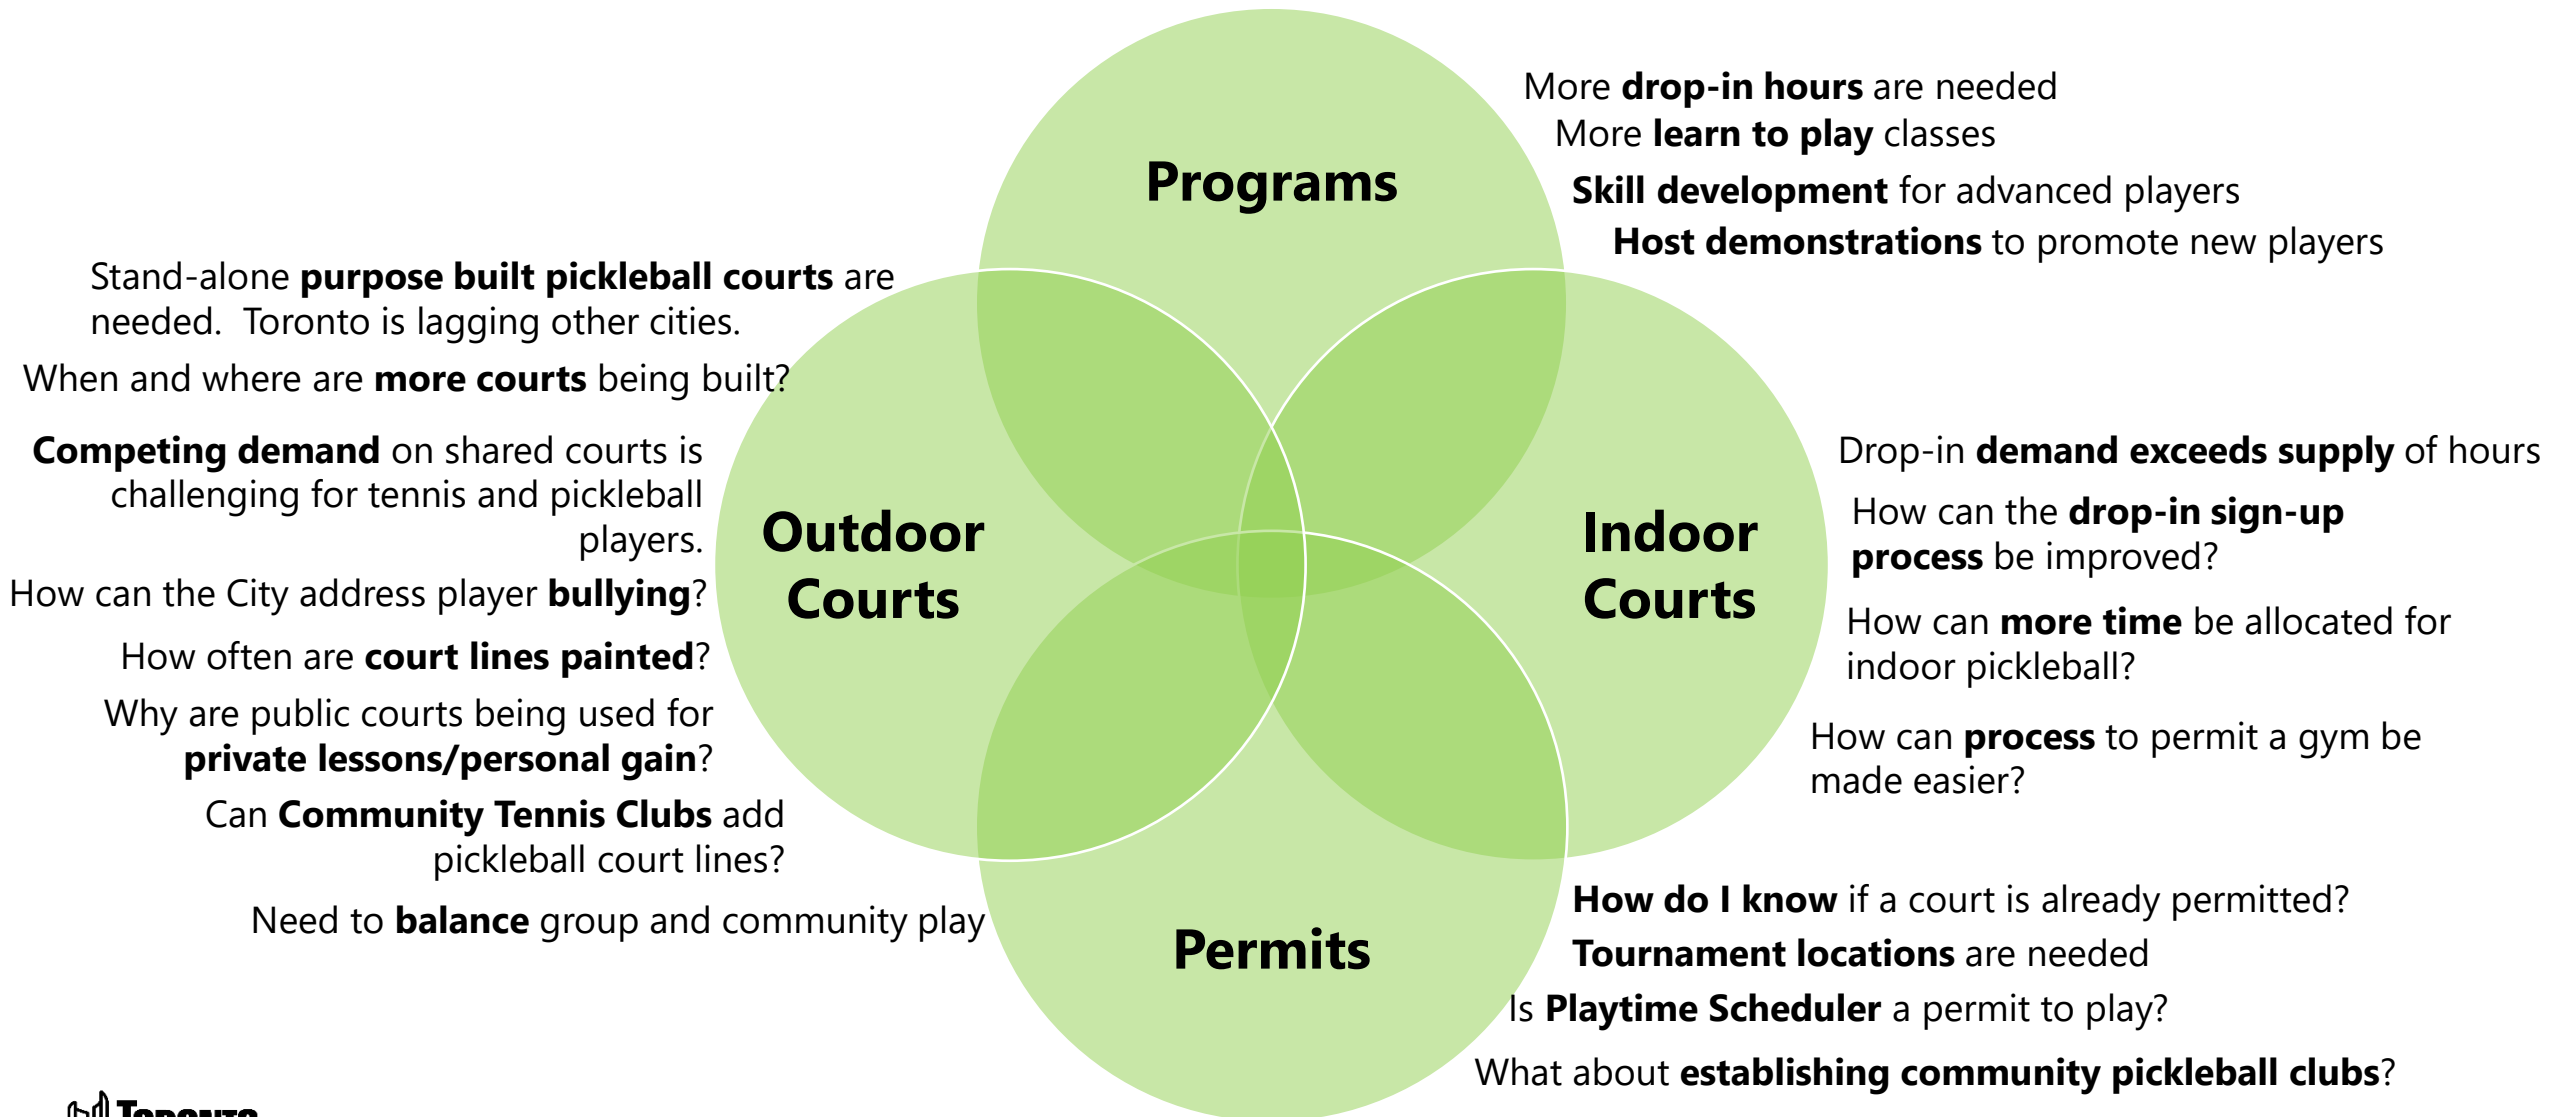 Programs
More drop-in hours are needed
More learn to play classes
Skill development for advanced players
Host demonstrations to promote new players
Outdoor
Courts
Stand-alone purpose built pickleball courts are
needed.  Toronto is lagging other cities.
When and where are more courts being built?
Competing demand on shared courts is
challenging for tennis and pickleball
players.
How can the City address player bullying?
How often are court lines painted?
Why are public courts being used for
private lessons/personal gain?
Can Community Tennis Clubs add
pickleball court lines?
Need to balance group and community play
Indoor
Courts
Drop-in demand exceeds supply of hours
How can the drop-in sign-up
process be improved?
How can more time be allocated for
indoor pickleball?
How can process to permit a gym be
made easier?
Permits
How do I know if a court is already permitted?
Tournament locations are needed
Is Playtime Scheduler a permit to play?
What about establishing community pickleball clubs?
TORONTO